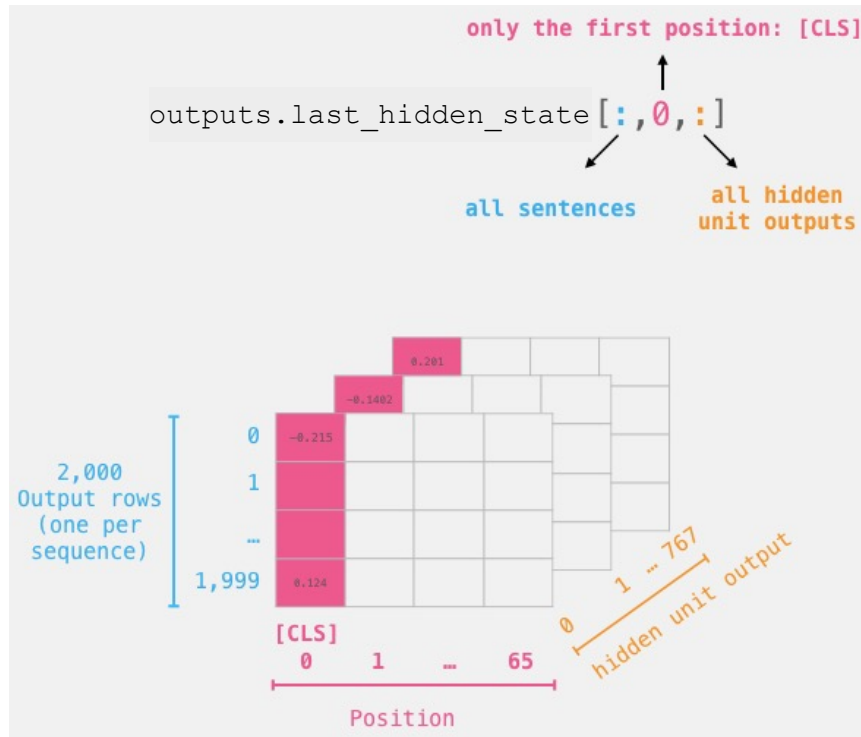 only the first position: [CLS]
outputs.last_hidden_state[:,0,:]
all sentences
all hidden
unit outputs
0.201
-0.1402
0 -0.215
1
…
1,999 0.124
2,000
Output rows
(one per
sequence)
[CLS]
0 1 … 65
Position
0 1 … 767
hidden unit output